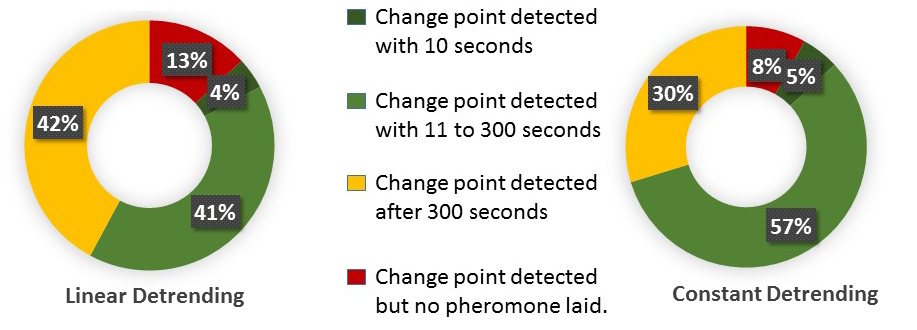 13%
4%
42%
41%
Linear Detrending
Change point detected
with 10 seconds
Change point detected
with 11 to 300 seconds
Change point detected
after 300 seconds
Change point detected
but no pheromone laid.
8%
5%
30%
57%
Constant Detrending